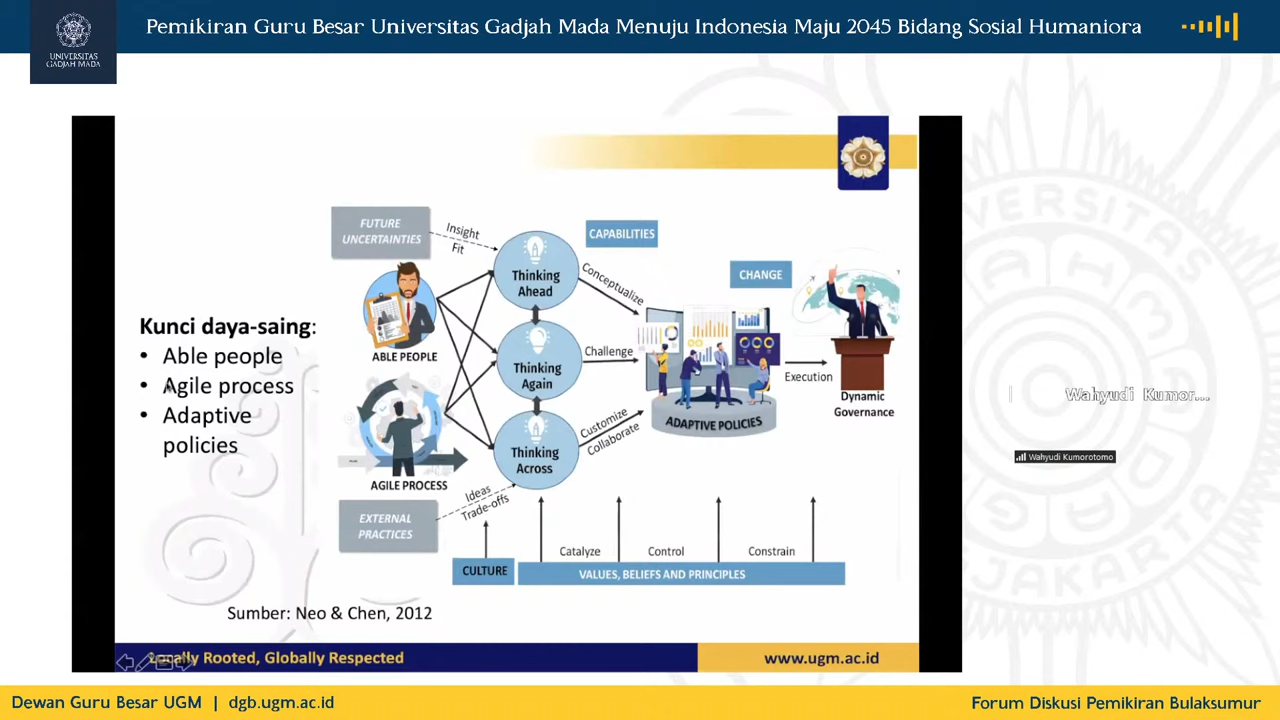 Pemikiran Guru Besar Universitas Gadjah Mada Menuju Indonesia Maju 2045 Bidang Sosial Humaniora
UNIVERSITAS
GADJAH MADA
FUTURE
UNCERTAINTIES
Insight
Fit
CAPABILITIES
Thinking
Ahead
Conceptualize
CHANGE
Kunci daya-saing:
• Able people
• Agile process
• Adaptive
policies
ABLE PEOPLE
Thinking
Again
Challenge
Execution
Dynamic
Governance
ADAPTIVE POLICIES
Customize
Collaborate
Thinking
Across
AGILE PROCESS
Ideas
Trade-offs
EXTERNAL
PRACTICES
Catalyze
Control
Constrain
CULTURE
VALUES, BELIEFS AND PRINCIPLES
Sumber: Neo & Chen, 2012
Locally Rooted, Globally Respected
www.ugm.ac.id
Wahyudi Kumor...
Wahyudi Kumorotomo
Dewan Guru Besar UGM | dgb.ugm.ac.id
Forum Diskusi Pemikiran Bulaksumur